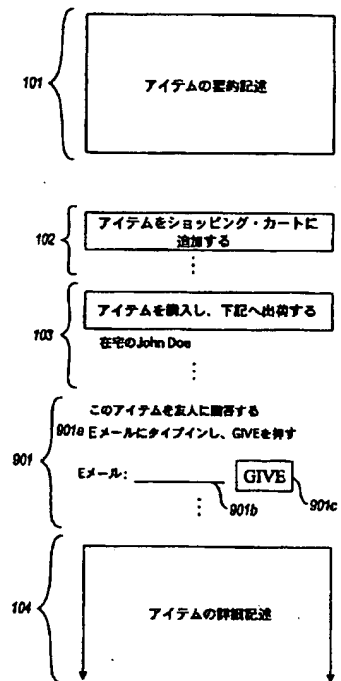 101
アイテムの要約記述
102
アイテムをショッピング・カートに
追加する
103
アイテムを購入し、下記へ出荷する
在宅のJohn Doe
901
このアイテムを友人に贈答する
901a Eメールにタイプインし、GIVEを押す
Eメール: GIVE
901b
901c
104
アイテムの詳細記述